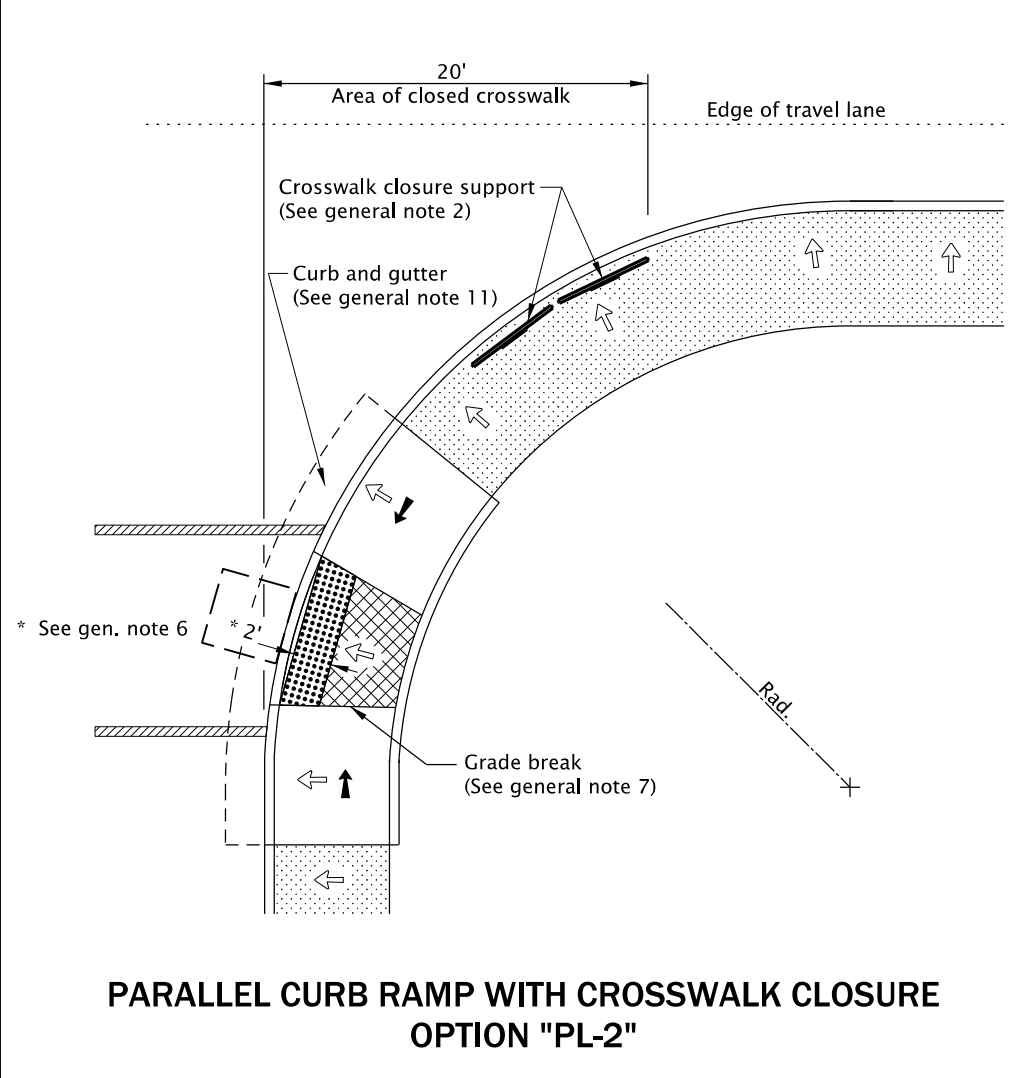 20'
Area of closed crosswalk
Edge of travel lane
Crosswalk closure support
(See general note 2)
Curb and gutter
(See general note 11)
* See gen. note 6
* 2'
Rad.
Grade break
(See general note 7)
PARALLEL CURB RAMP WITH CROSSWALK CLOSURE
OPTION "PL-2"